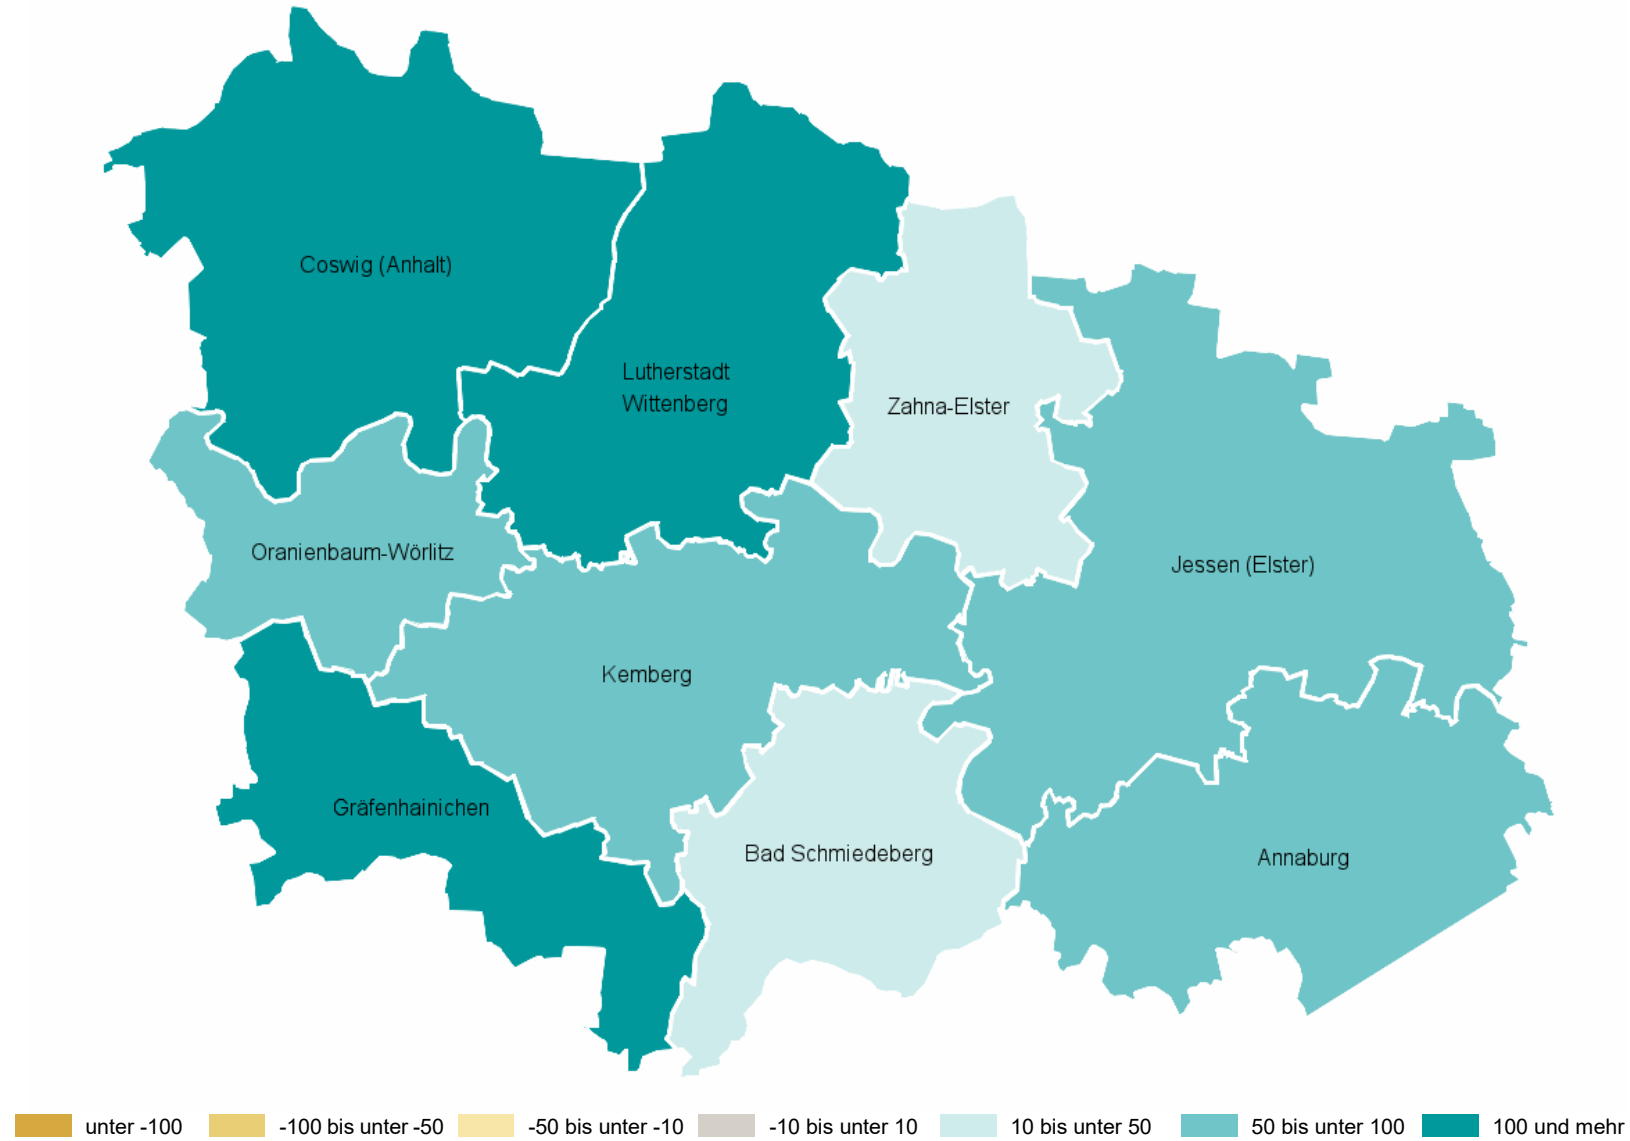 Coswig (Anhalt)
Lutherstadt
Wittenberg
Zahna-Elster
Oranienbaum-Wörlitz
Jessen (Elster)
Kemberg
Gräfenhainichen
Bad Schmiedeberg
Annaburg
unter -100
-100 bis unter -50
-50 bis unter -10
-10 bis unter 10
10 bis unter 50
50 bis unter 100
100 und mehr